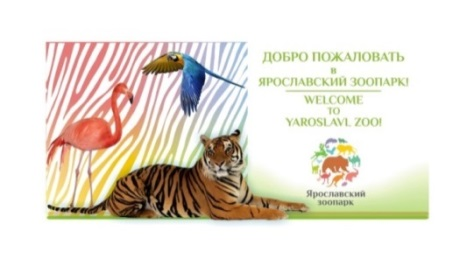 ДОБРО ПОЖАЛОВАТЬ
в
ЯРОСЛАВСКИЙ ЗООПАРК!
WELCOME
TO
YAROSLAVL ZOO!
Ярославский
зоопарк